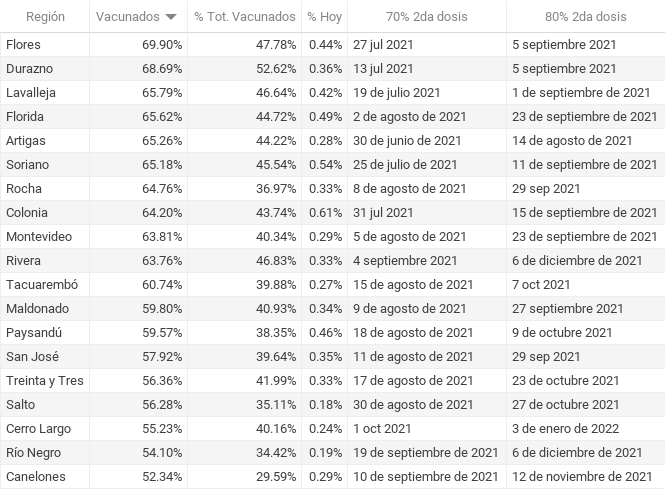 Región Vacunados % Tot. Vacunados % Hoy 70% 2da dosis 80% 2da dosis
Flores 69.90% 47.78% 0.44% 27 jul 2021 5 septiembre 2021
Durazno 68.69% 52.62% 0.36% 13 jul 2021 5 septiembre 2021
Lavalleja 65.79% 46.64% 0.42% 19 de julio 2021 1 de septiembre de 2021
Florida 65.62% 44.72% 0.49% 2 de agosto de 2021 23 de septiembre de 2021
Artigas 65.26% 44.22% 0.28% 30 de junio de 2021 14 de agosto de 2021
Soriano 65.18% 45.54% 0.54% 25 de julio de 2021 11 de septiembre de 2021
Rocha 64.76% 36.97% 0.33% 8 de agosto de 2021 29 sep 2021
Colonia 64.20% 43.74% 0.61% 31 jul 2021 15 de septiembre de 2021
Montevideo 63.81% 40.34% 0.29% 5 de agosto de 2021 23 de septiembre de 2021
Rivera 63.76% 46.83% 0.33% 4 septiembre 2021 6 de diciembre de 2021
Tacuarembó 60.74% 39.88% 0.27% 15 de agosto de 2021 7 oct 2021
Maldonado 59.80% 40.93% 0.34% 9 de agosto de 2021 27 septiembre 2021
Paysandú 59.57% 38.35% 0.46% 18 de agosto de 2021 9 de octubre 2021
San José 57.92% 39.64% 0.35% 11 de agosto de 2021 29 sep 2021
Treinta y Tres 56.36% 41.99% 0.33% 17 de agosto de 2021 23 de octubre 2021
Salto 56.28% 35.11% 0.18% 30 de agosto de 2021 27 de octubre 2021
Cerro Largo 55.23% 40.16% 0.24% 1 oct 2021 3 de enero de 2022
Río Negro 54.10% 34.42% 0.19% 19 de septiembre de 2021 6 de diciembre de 2021
Canelones 52.34% 29.59% 0.29% 10 de septiembre de 2021 12 de noviembre de 2021